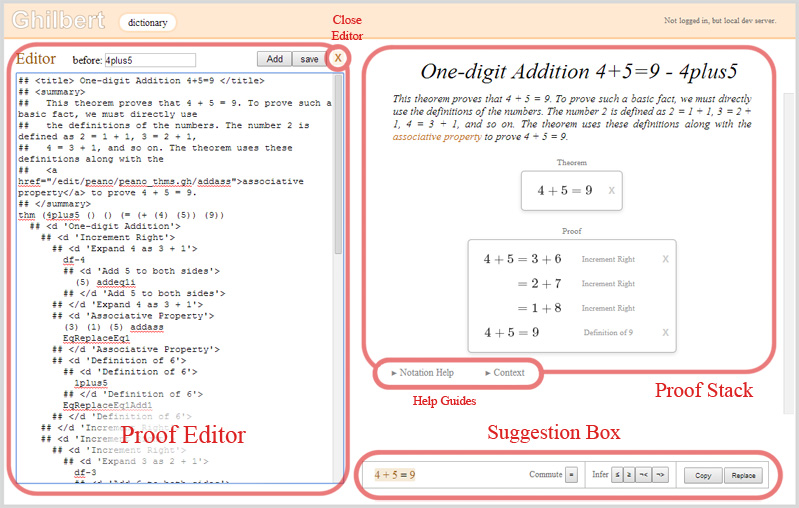 Ghilbert
dictionary
Close
Editor
Not logged in, but local dev server.
Editor
before: 4plus5
Add
save
X
## <title> One-digit Addition 4+5=9 </title>
## <summary>
##   This theorem proves that 4 + 5 = 9. To prove such a
basic fact, we must directly
use
##   the definitions of the numbers. The number 2 is
defined as 2 = 1 + 1, 3 = 2 + 1,
##   4 = 3 + 1, and so on. The theorem uses these
definitions along with the
##   <a
href="/edit/peano/peano_thms.gh/addass">associative
property</a> to prove 4 + 5 = 9.
## </summary>
thm (4plus5 () () (= (+ (4) (5)) (9))
## <d 'One-digit Addition'>
## <d 'Increment Right'>
## <d 'Expand 4 as 3 + 1'>
df-4
## <d 'Add 5 to both sides'>
(5) addeq1i
## </d 'Add 5 to both sides'>
## </d 'Expand 4 as 3 + 1'>
## <d 'Associative Property'>
(3) (1) (5) addass
EqReplaceEq1
## </d 'Associative Property'>
## <d 'Definition of 6'>
## <d 'Definition of 6'>
1plus5
## </d 'Definition of 6'>
EqReplaceEq1Add1
## </d 'Definition of 6'>
## </d 'Increment Right'>
## <d 'Increment
## <d 'Increment Right'>
## <d 'Expand 3 as 2 + 1'>
df-3
## <d 'Add 6 to both sides'>
Proof Editor
One-digit Addition 4+5=9 - 4plus5
This theorem proves that 4 + 5 = 9. To prove such a basic fact, we must directly
use the definitions of the numbers. The number 2 is defined as 2 = 1 + 1, 3 = 2 +
1, 4 = 3 + 1, and so on. The theorem uses these definitions along with the
associative property to prove 4 + 5 = 9.
Theorem
4 + 5 = 9 X
Proof
4 + 5 = 3 + 6 Increment Right X
= 2 + 7 Increment Right
= 1 + 8 Increment Right
4 + 5 = 9 Definition of 9 X
▸ Notation Help ▸ Context
Help Guides
Proof Stack
Suggestion Box
4 + 5 = 9
Commute =
Infer ≤ ≥ ¬< ¬>
Copy
Replace